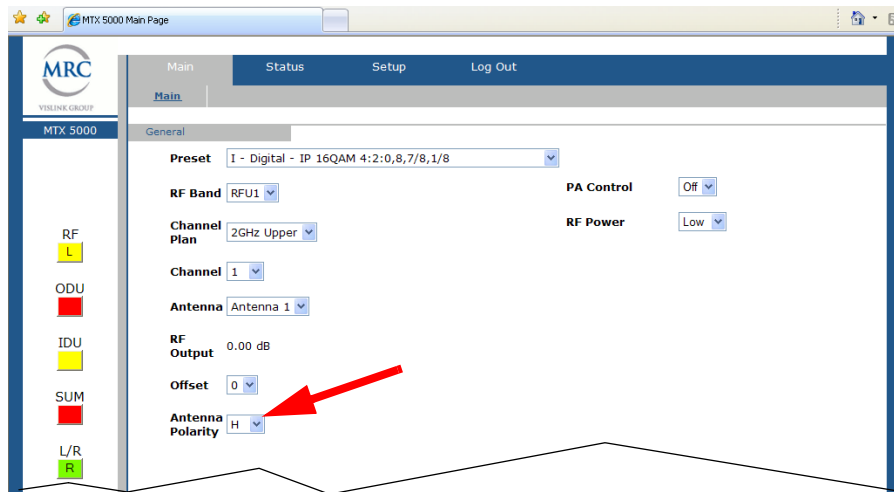 MTX 5000 Main Page
MRC
VISLINK GROUP
MTX 5000
Main Status Setup Log Out
Main
General
Preset I - Digital - IP 16QAM 4:2:0,8,7/8,1/8
RF Band RFU1
PA Control Off
Channel Plan 2GHz Upper
RF Power Low
Channel 1
Antenna Antenna 1
RF Output 0.00 dB
Offset 0
Antenna Polarity H
RF
L
ODU
IDU
SUM
L/R
R